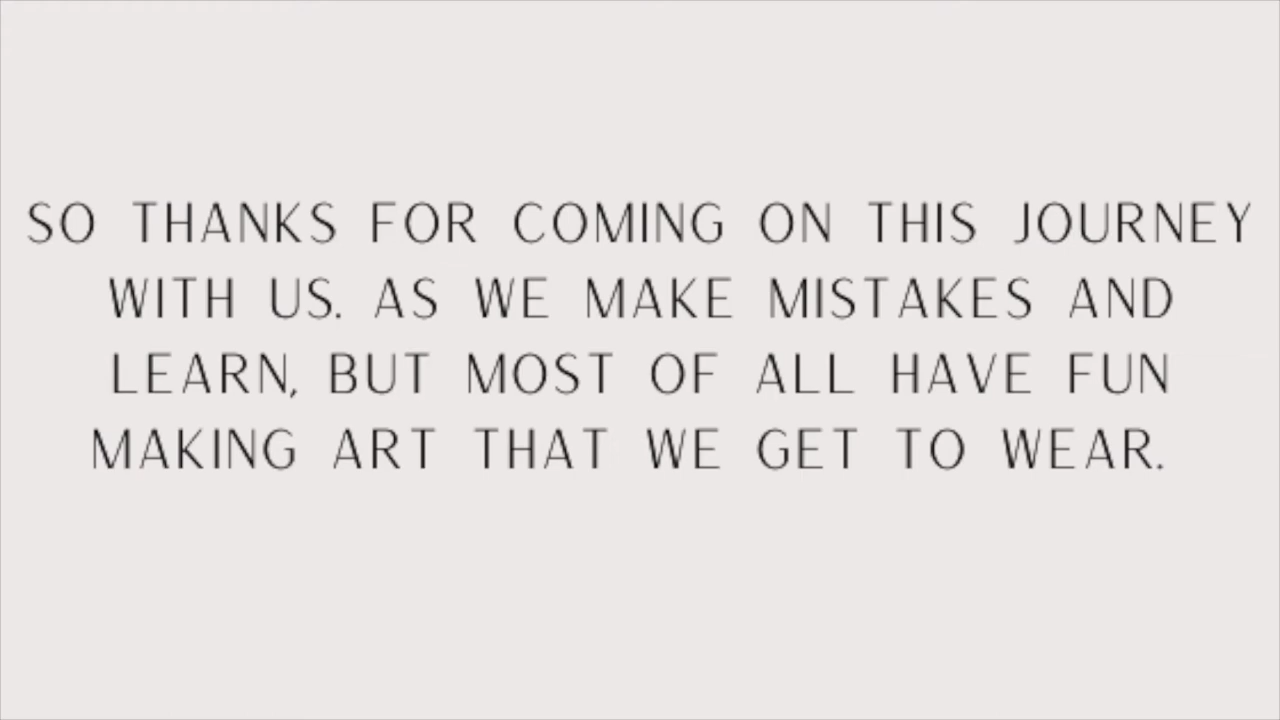 SO THANKS FOR COMING ON THIS JOURNEY
WITH US. AS WE MAKE MISTAKES AND
LEARN, BUT MOST OF ALL HAVE FUN
MAKING ART THAT WE GET TO WEAR.